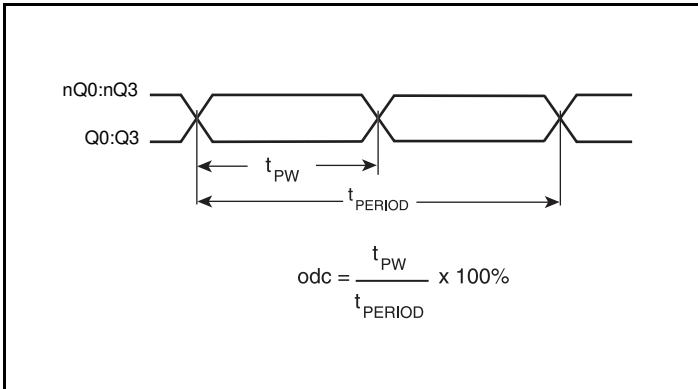 nQ0:nQ3
Q0:Q3
tPW
tPERIOD
odc = tPW / tPERIOD x 100%